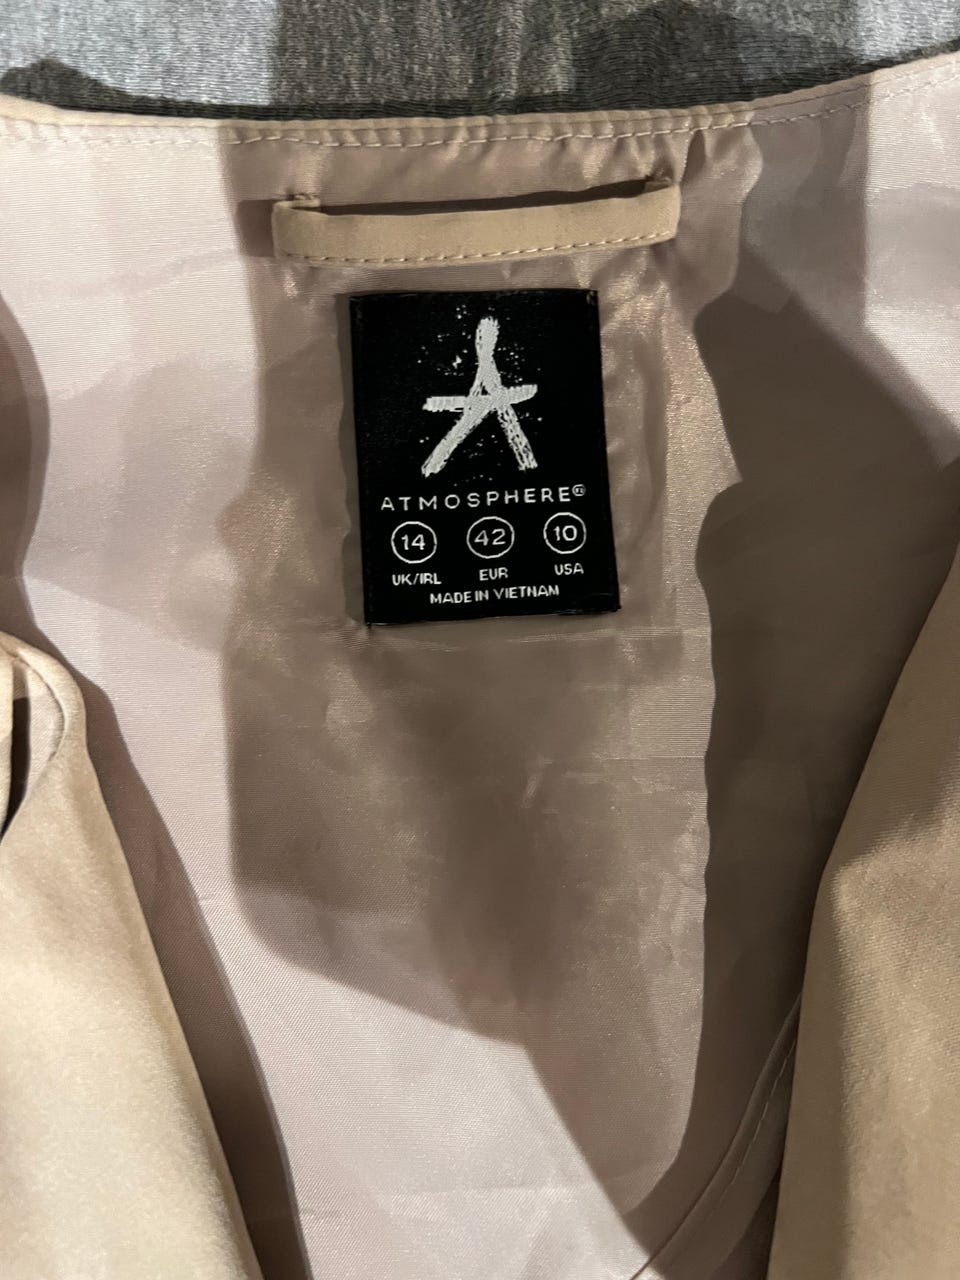 ATMOSPHERE®
14 42 10
UK/IRL EUR USA
MADE IN VIETNAM